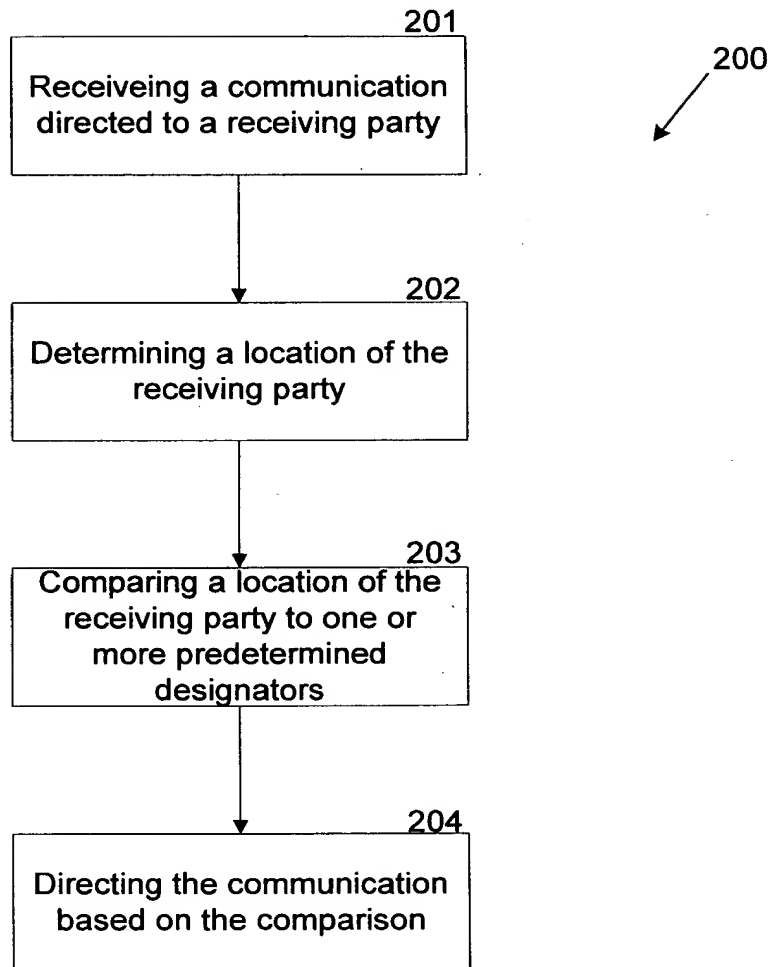 201
200
Receiveing a communication
directed to a receiving party
202
Determining a location of the
receiving party
203
Comparing a location of the
receiving party to one or
more predetermined
designators
204
Directing the communication
based on the comparison